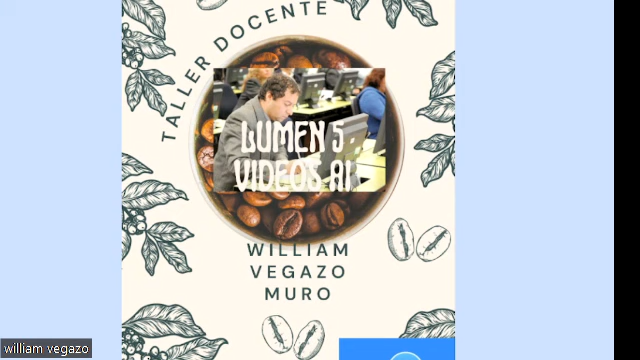 TALLER DOCENTE
LUMEN 5-
VIDEOS AI
WILLIAM
VEGAZO
MURO
william vegazo